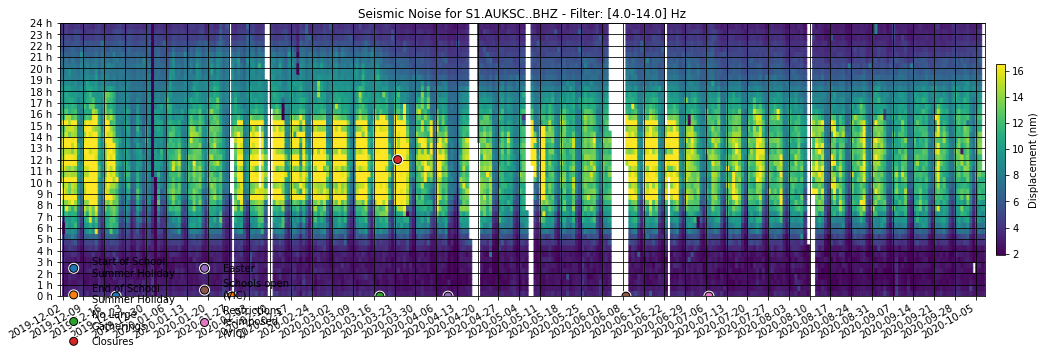 Seismic Noise for S1.AUKSC..BHZ - Filter: [4.0-14.0] Hz
24 h
23 h
22 h
21 h
20 h
19 h
18 h
17 h
16 h
15 h
14 h
13 h
12 h
11 h
10 h
9 h
8 h
7 h
6 h
5 h
4 h
3 h
2 h
1 h
0 h
16
14
12
10
8
6
4
2
Displacement (nm)
Start of School
Summer Holiday
End of School
Summer Holiday
No Large
Gatherings
Closures
Easter
Schools open
(VIC)
Restrictions
re-imposed
(VIC)
2019-12-02
2020-02-24
2020-03-02
2020-03-09
2020-03-16
2020-03-23
2020-03-30
2020-04-06
2020-04-13
2020-04-20
2020-04-27
2020-05-04
2020-05-11
2020-05-18
2020-05-25
2020-06-01
2020-06-08
2020-06-15
2020-06-22
2020-06-29
2020-07-06
2020-07-13
2020-07-20
2020-07-27
2020-08-03
2020-08-10
2020-08-17
2020-08-24
2020-08-31
2020-09-07
2020-09-14
2020-09-21
2020-09-28
2020-10-05